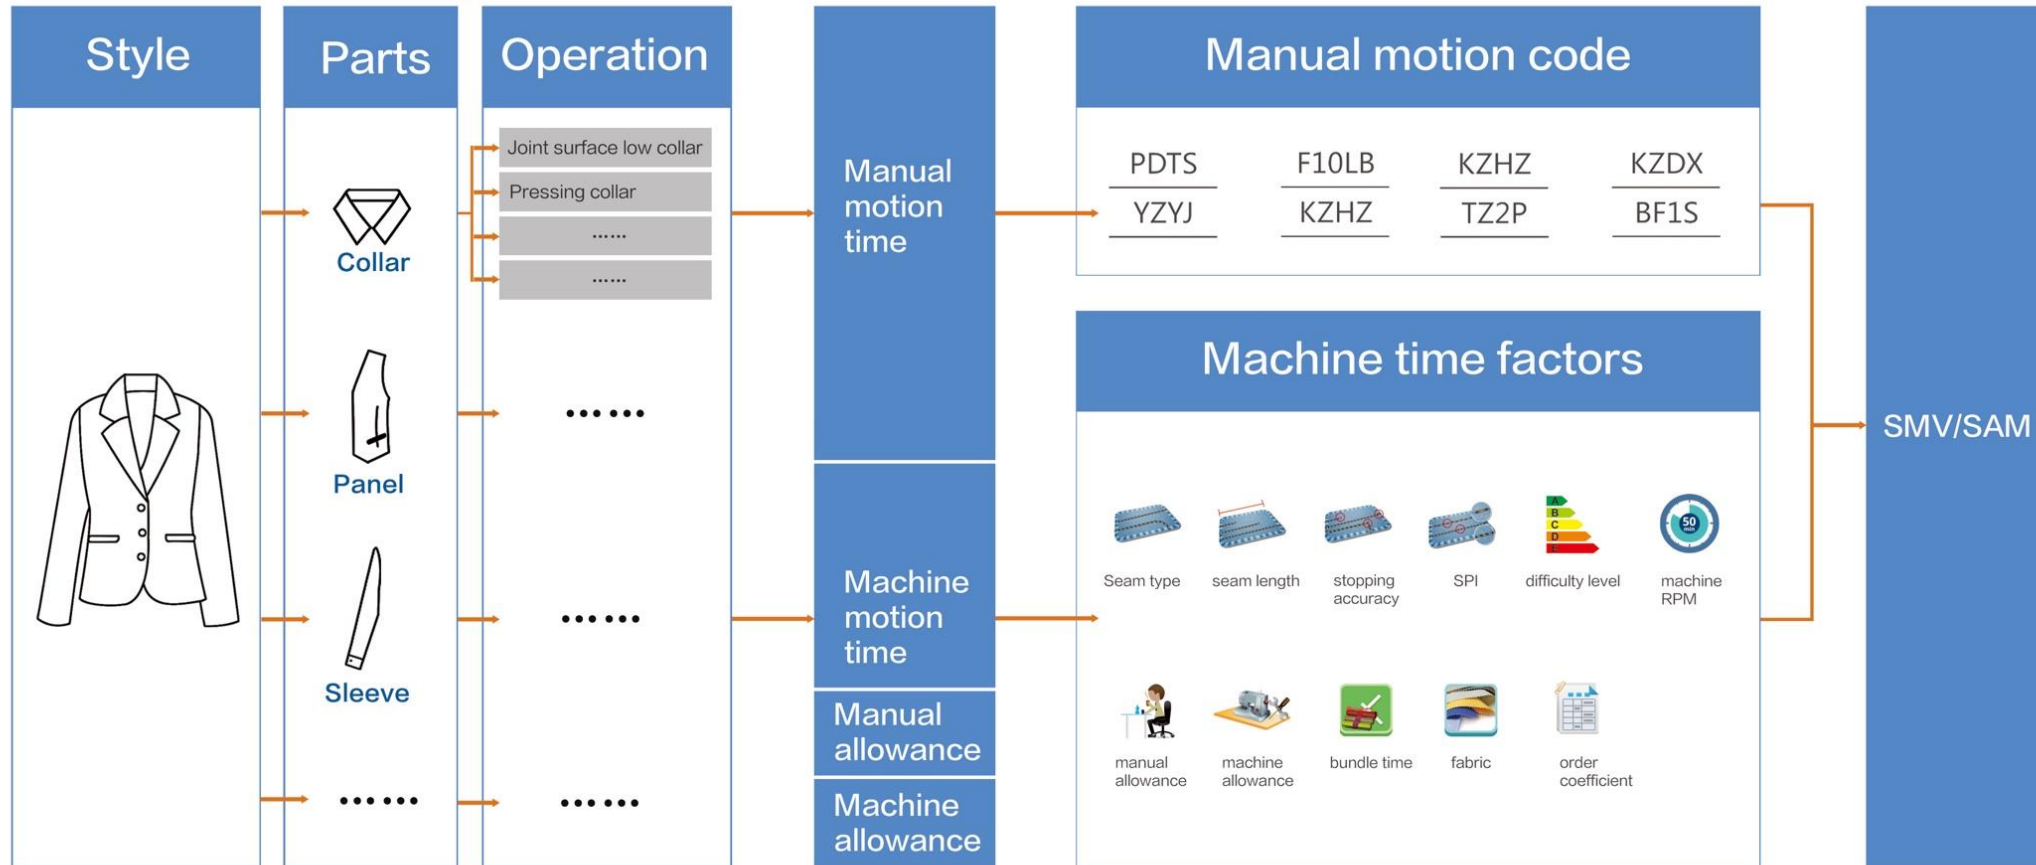 Style
Parts
Operation
Manual motion code
Joint surface low collar
Pressing collar
......
......
Collar
Manual
motion
time
PDTS
F10LB
KZHZ
KZDX
YZYJ
KZHZ
TZ2P
BF1S
Machine time factors
SMV/SAM
Panel
......
Seam type
seam length
stopping
accuracy
SPI
A
B
C
D
E
difficulty level
50
min
machine
RPM
Sleeve
......
Machine
motion
time
Manual
allowance
manual
allowance
machine
allowance
bundle time
fabric
order
coefficient
......
......
Machine
allowance